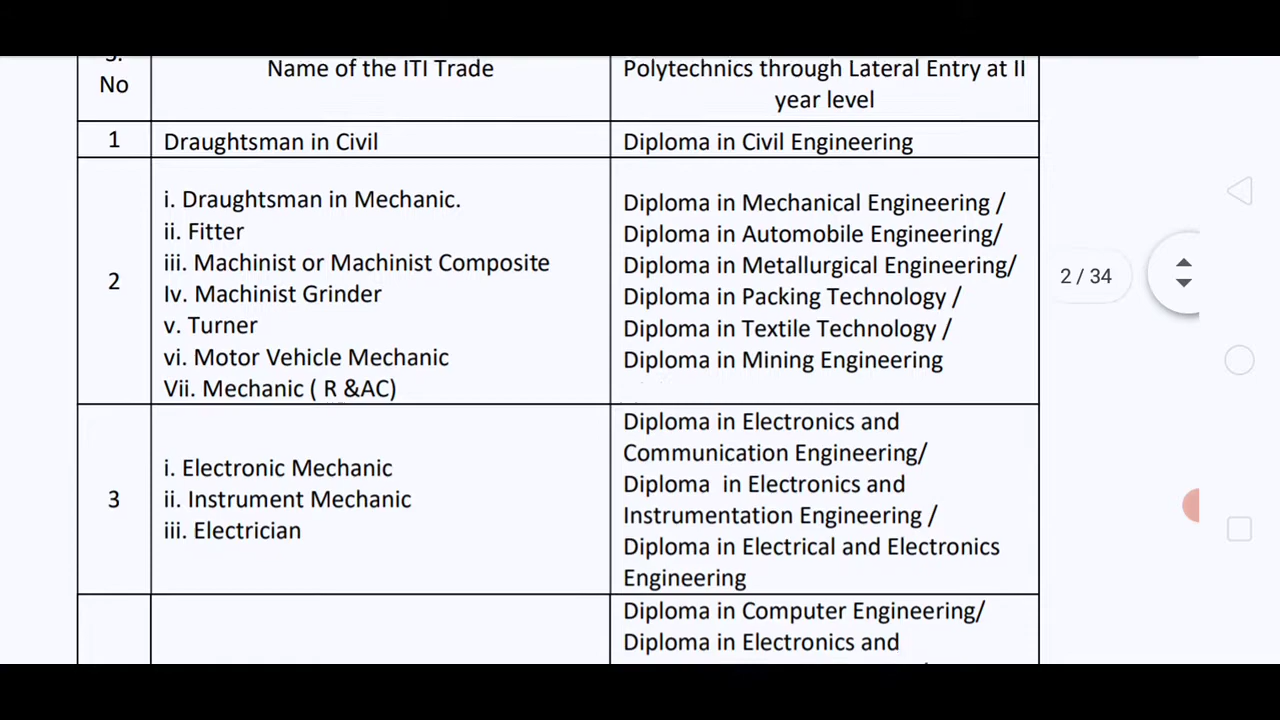 S.
No
Name of the ITI Trade
Polytechnics through Lateral Entry at II
year level
1
Draughtsman in Civil
Diploma in Civil Engineering
2
i. Draughtsman in Mechanic.
ii. Fitter
iii. Machinist or Machinist Composite
Iv. Machinist Grinder
v. Turner
vi. Motor Vehicle Mechanic
Vii. Mechanic ( R &AC)
Diploma in Mechanical Engineering /
Diploma in Automobile Engineering/
Diploma in Metallurgical Engineering/
Diploma in Packing Technology /
Diploma in Textile Technology /
Diploma in Mining Engineering
2 / 34
3
i. Electronic Mechanic
ii. Instrument Mechanic
iii. Electrician
Diploma in Electronics and
Communication Engineering/
Diploma  in Electronics and
Instrumentation Engineering /
Diploma in Electrical and Electronics
Engineering
Diploma in Computer Engineering/
Diploma in Electronics and